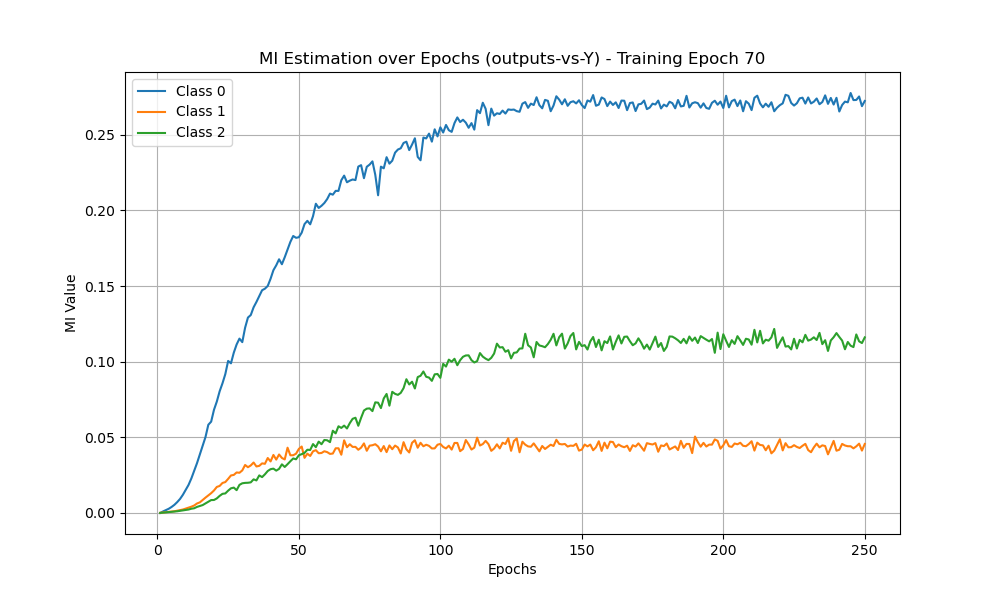 MI Estimation over Epochs (outputs-vs-Y) - Training Epoch 70
Class 0
Class 1
Class 2
MI Value
0.25
0.20
0.15
0.10
0.05
0.00
0 50 100 150 200 250
Epochs